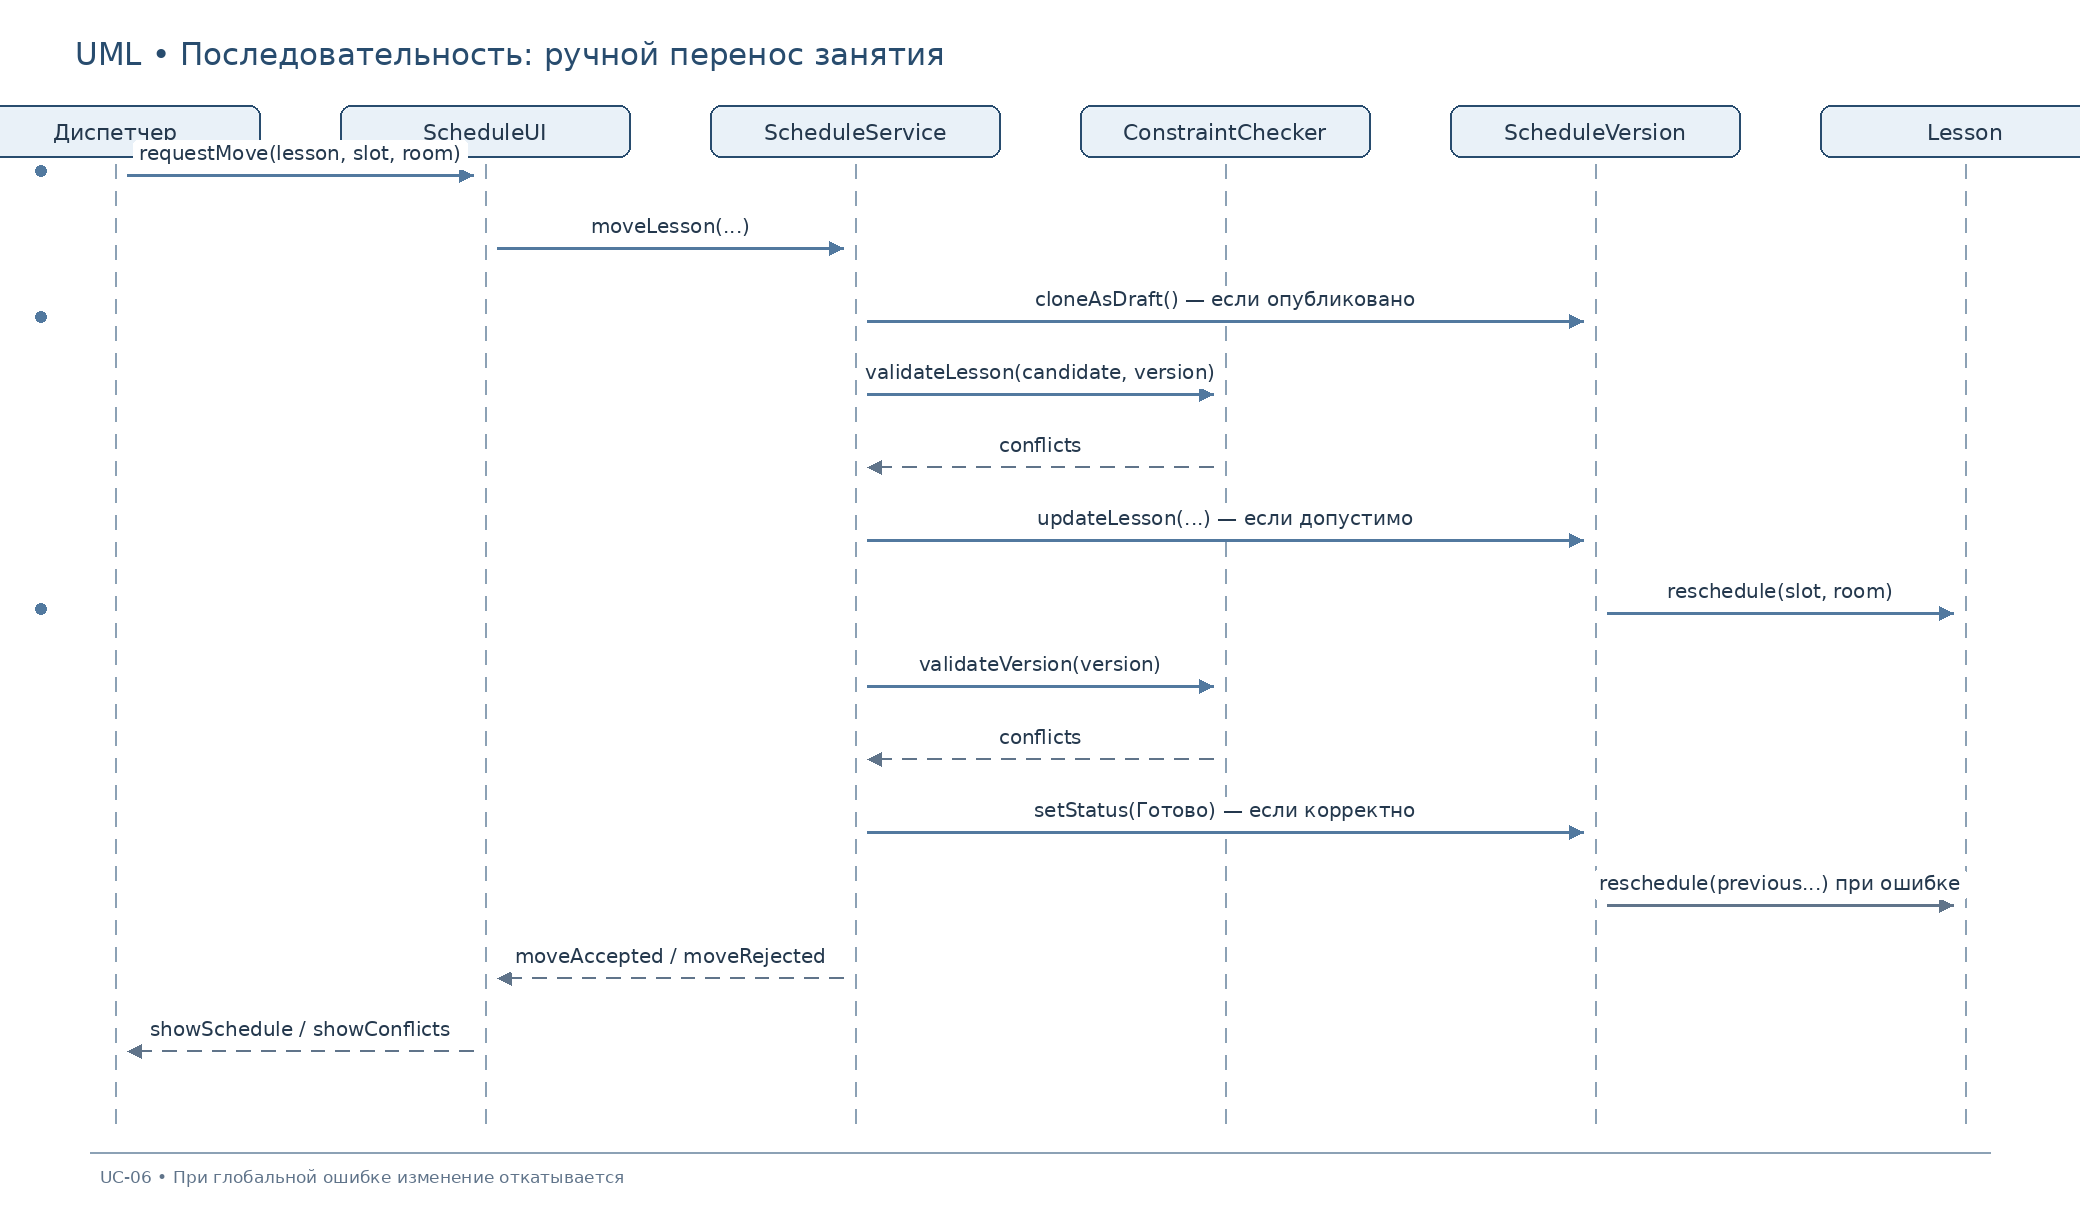 UML • Последовательность: ручной перенос занятия
Диспетчер
ScheduleUI
ScheduleService
ConstraintChecker
ScheduleVersion
Lesson
requestMove(lesson, slot, room)
moveLesson(...)
cloneAsDraft() — если опубликовано
validateLesson(candidate, version)
conflicts
updateLesson(...) — если допустимо
reschedule(slot, room)
validateVersion(version)
conflicts
setStatus(Готово) — если корректно
reschedule(previous...) при ошибке
moveAccepted / moveRejected
showSchedule / showConflicts
UC-06 • При глобальной ошибке изменение откатывается